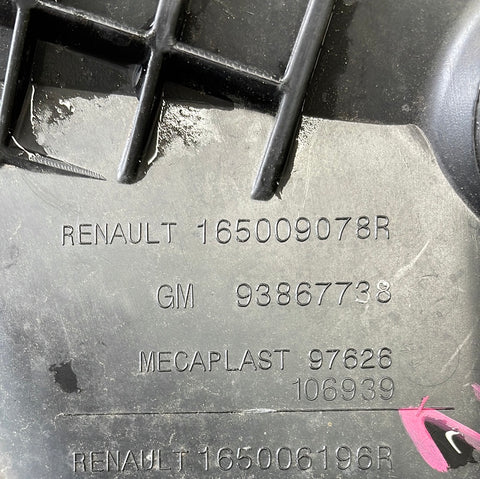 RENAULT 165009078R
GM 93867738
MECAPLAST 97626
106939
RENAULT 165006196R